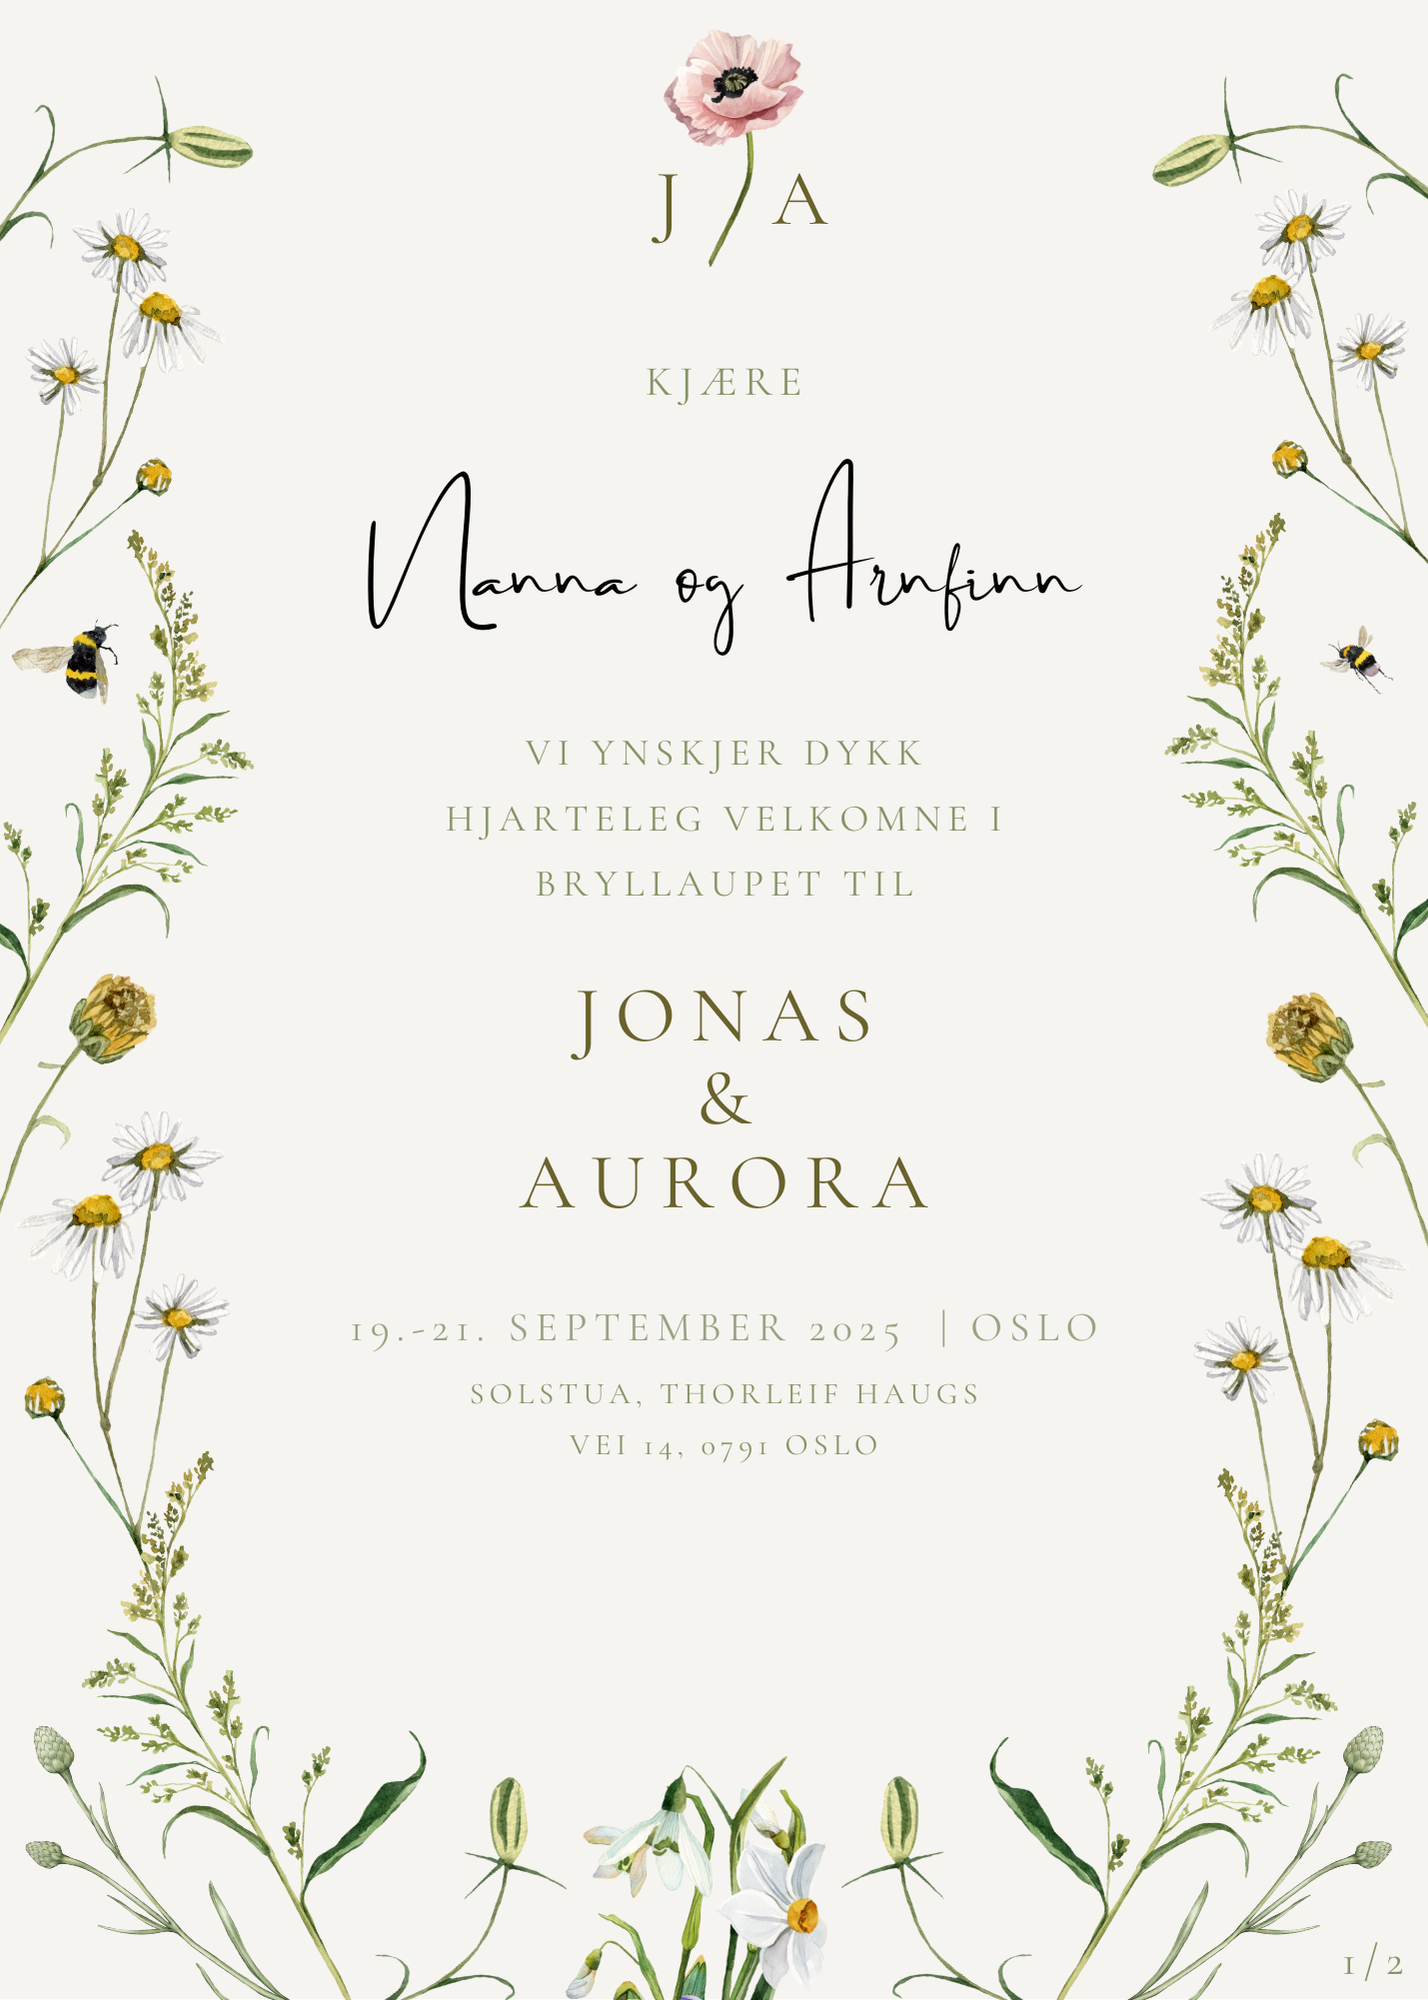 J A
KJÆRE
Nanna og Arnfinn
VI YNSKJER DYKK
HJARTELEG VELKOMNE I
BRYLLAUPET TIL
JONAS
&
AURORA
19.-21. SEPTEMBER 2025 | OSLO
SOLSTUA, THORLEIF HAUGS
VEI 14, 0791 OSLO
1/2